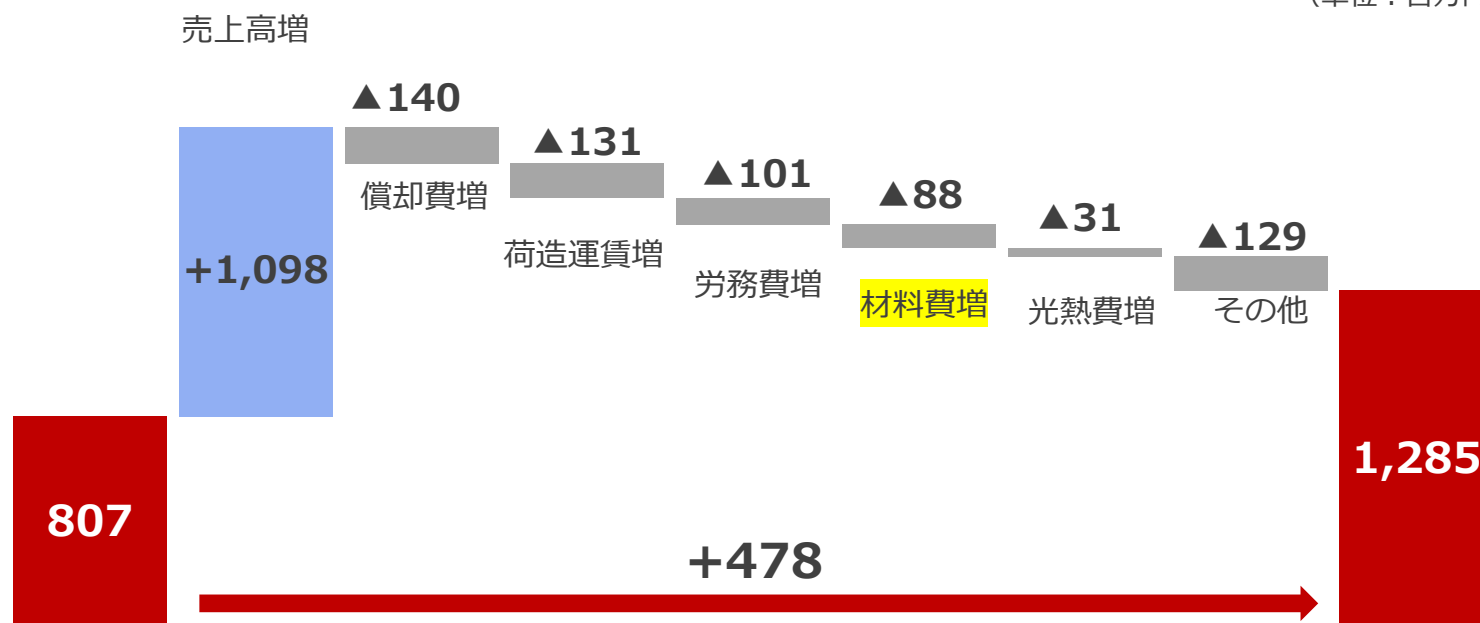 売上高増
▲140
▲131
▲101
▲88
▲31
▲129
償却費増
荷造運賃増
労務費増
材料費増
光熱費増
その他
+1,098
807
1,285
+478